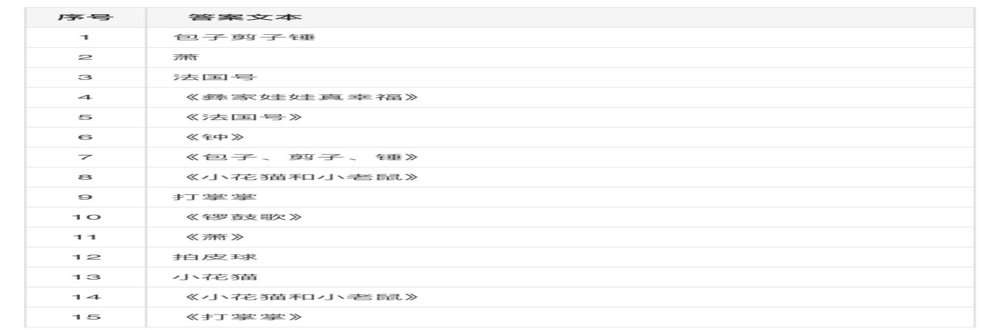 序号 答案文本
1 包子剪子锤
2 萧
3 法国号
4 《彝家娃娃真幸福》
5 《法国号》
6 《钟》
7 《包子、剪子、锤》
8 《小花猫和小老鼠》
9 打掌掌
10 《锣鼓歌》
11 《萧》
12 拍皮球
13 小花猫
14 《小花猫和小老鼠》
15 《打掌掌》